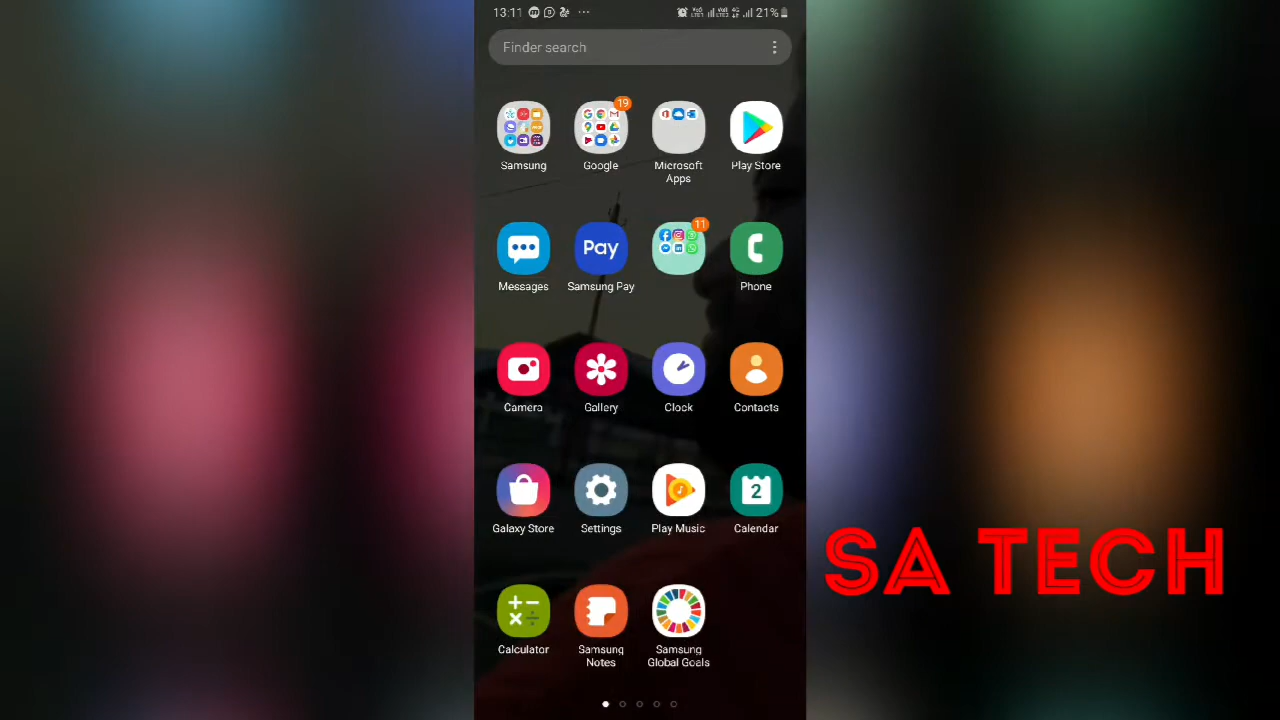 13:11 21%
Finder search
19
Samsung Google Microsoft Apps Play Store
11
Pay
Messages Samsung Pay Phone
Camera Gallery Clock Contacts
2
Galaxy Store Settings Play Music Calendar
SA TECH
Calculator Samsung Notes Samsung Global Goals